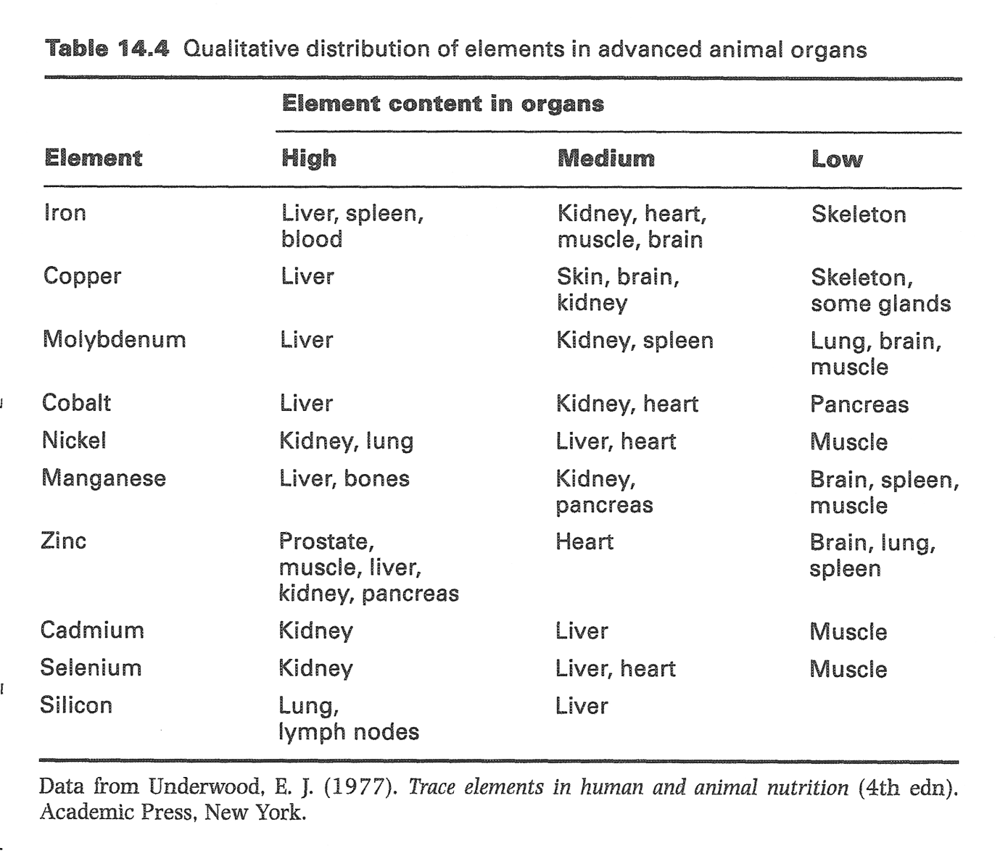 Table 14.4 Qualitative distribution of elements in advanced animal organs
Element content in organs
Element High Medium Low
Iron Liver, spleen, Kidney, heart, Skeleton
blood muscle, brain
Copper Liver Skin, brain, Skeleton,
kidney some glands
Molybdenum Liver Kidney, spleen Lung, brain,
muscle
Cobalt Liver Kidney, heart Pancreas
Nickel Kidney, lung Liver, heart Muscle
Manganese Liver, bones Kidney, Brain, spleen,
pancreas muscle
Zinc Prostate, Heart Brain, lung,
muscle, liver, spleen
kidney, pancreas
Cadmium Kidney Liver Muscle
Selenium Kidney Liver, heart Muscle
Silicon Lung, Liver
lymph nodes
Data from Underwood, E. J. (1977). Trace elements in human and animal nutrition (4th edn).
Academic Press, New York.